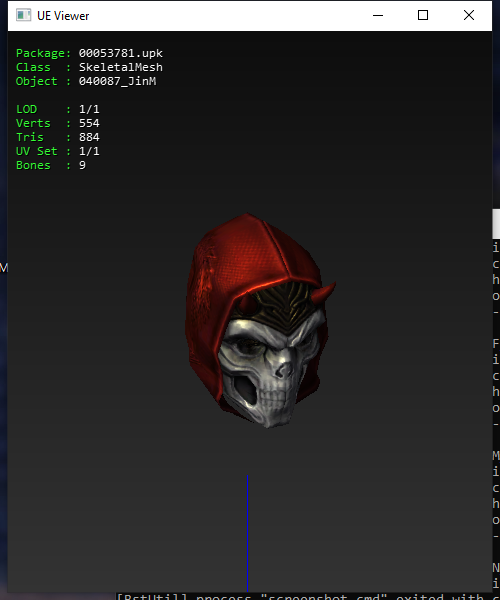 UE Viewer
Package: 00053781.upk
Class  : SkeletalMesh
Object : 040087_JinM
LOD    : 1/1
Verts  : 554
Tris   : 884
UV Set : 1/1
Bones  : 9
M
i
c
h
o
-
F
i
c
h
o
-
M
i
c
h
o
-
N
i
[BstUtil] process "screenshot.cmd" exited with c